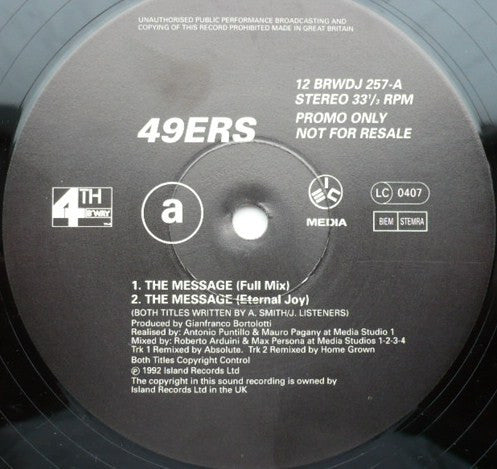 UNAUTHORISED PUBLIC PERFORMANCE BROADCASTING AND
COPYING OF THIS RECORD PROHIBITED MADE IN GREAT BRITAIN
12 BRWDJ 257-A
STEREO 33⅓ RPM
PROMO ONLY
NOT FOR RESALE
49ERS
4TH
B'WAY
a
MEDIA
LC 0407
BIEM STEMRA
1. THE MESSAGE (Full Mix)
2. THE MESSAGE (Eternal Joy)
(BOTH TITLES WRITTEN BY A. SMITH/J. LISTENERS)
Produced by Gianfranco Bortolotti
Realised by: Antonio Puntillo & Mauro Pagany at Media Studio 1
Mixed by: Roberto Arduini & Max Persona at Media Studios 1-2-3-4
Trk 1 Remixed by Absolute. Trk 2 Remixed by Home Grown
Both Titles Copyright Control
℗ 1992 Island Records Ltd
The copyright in this sound recording is owned by
Island Records Ltd in the UK